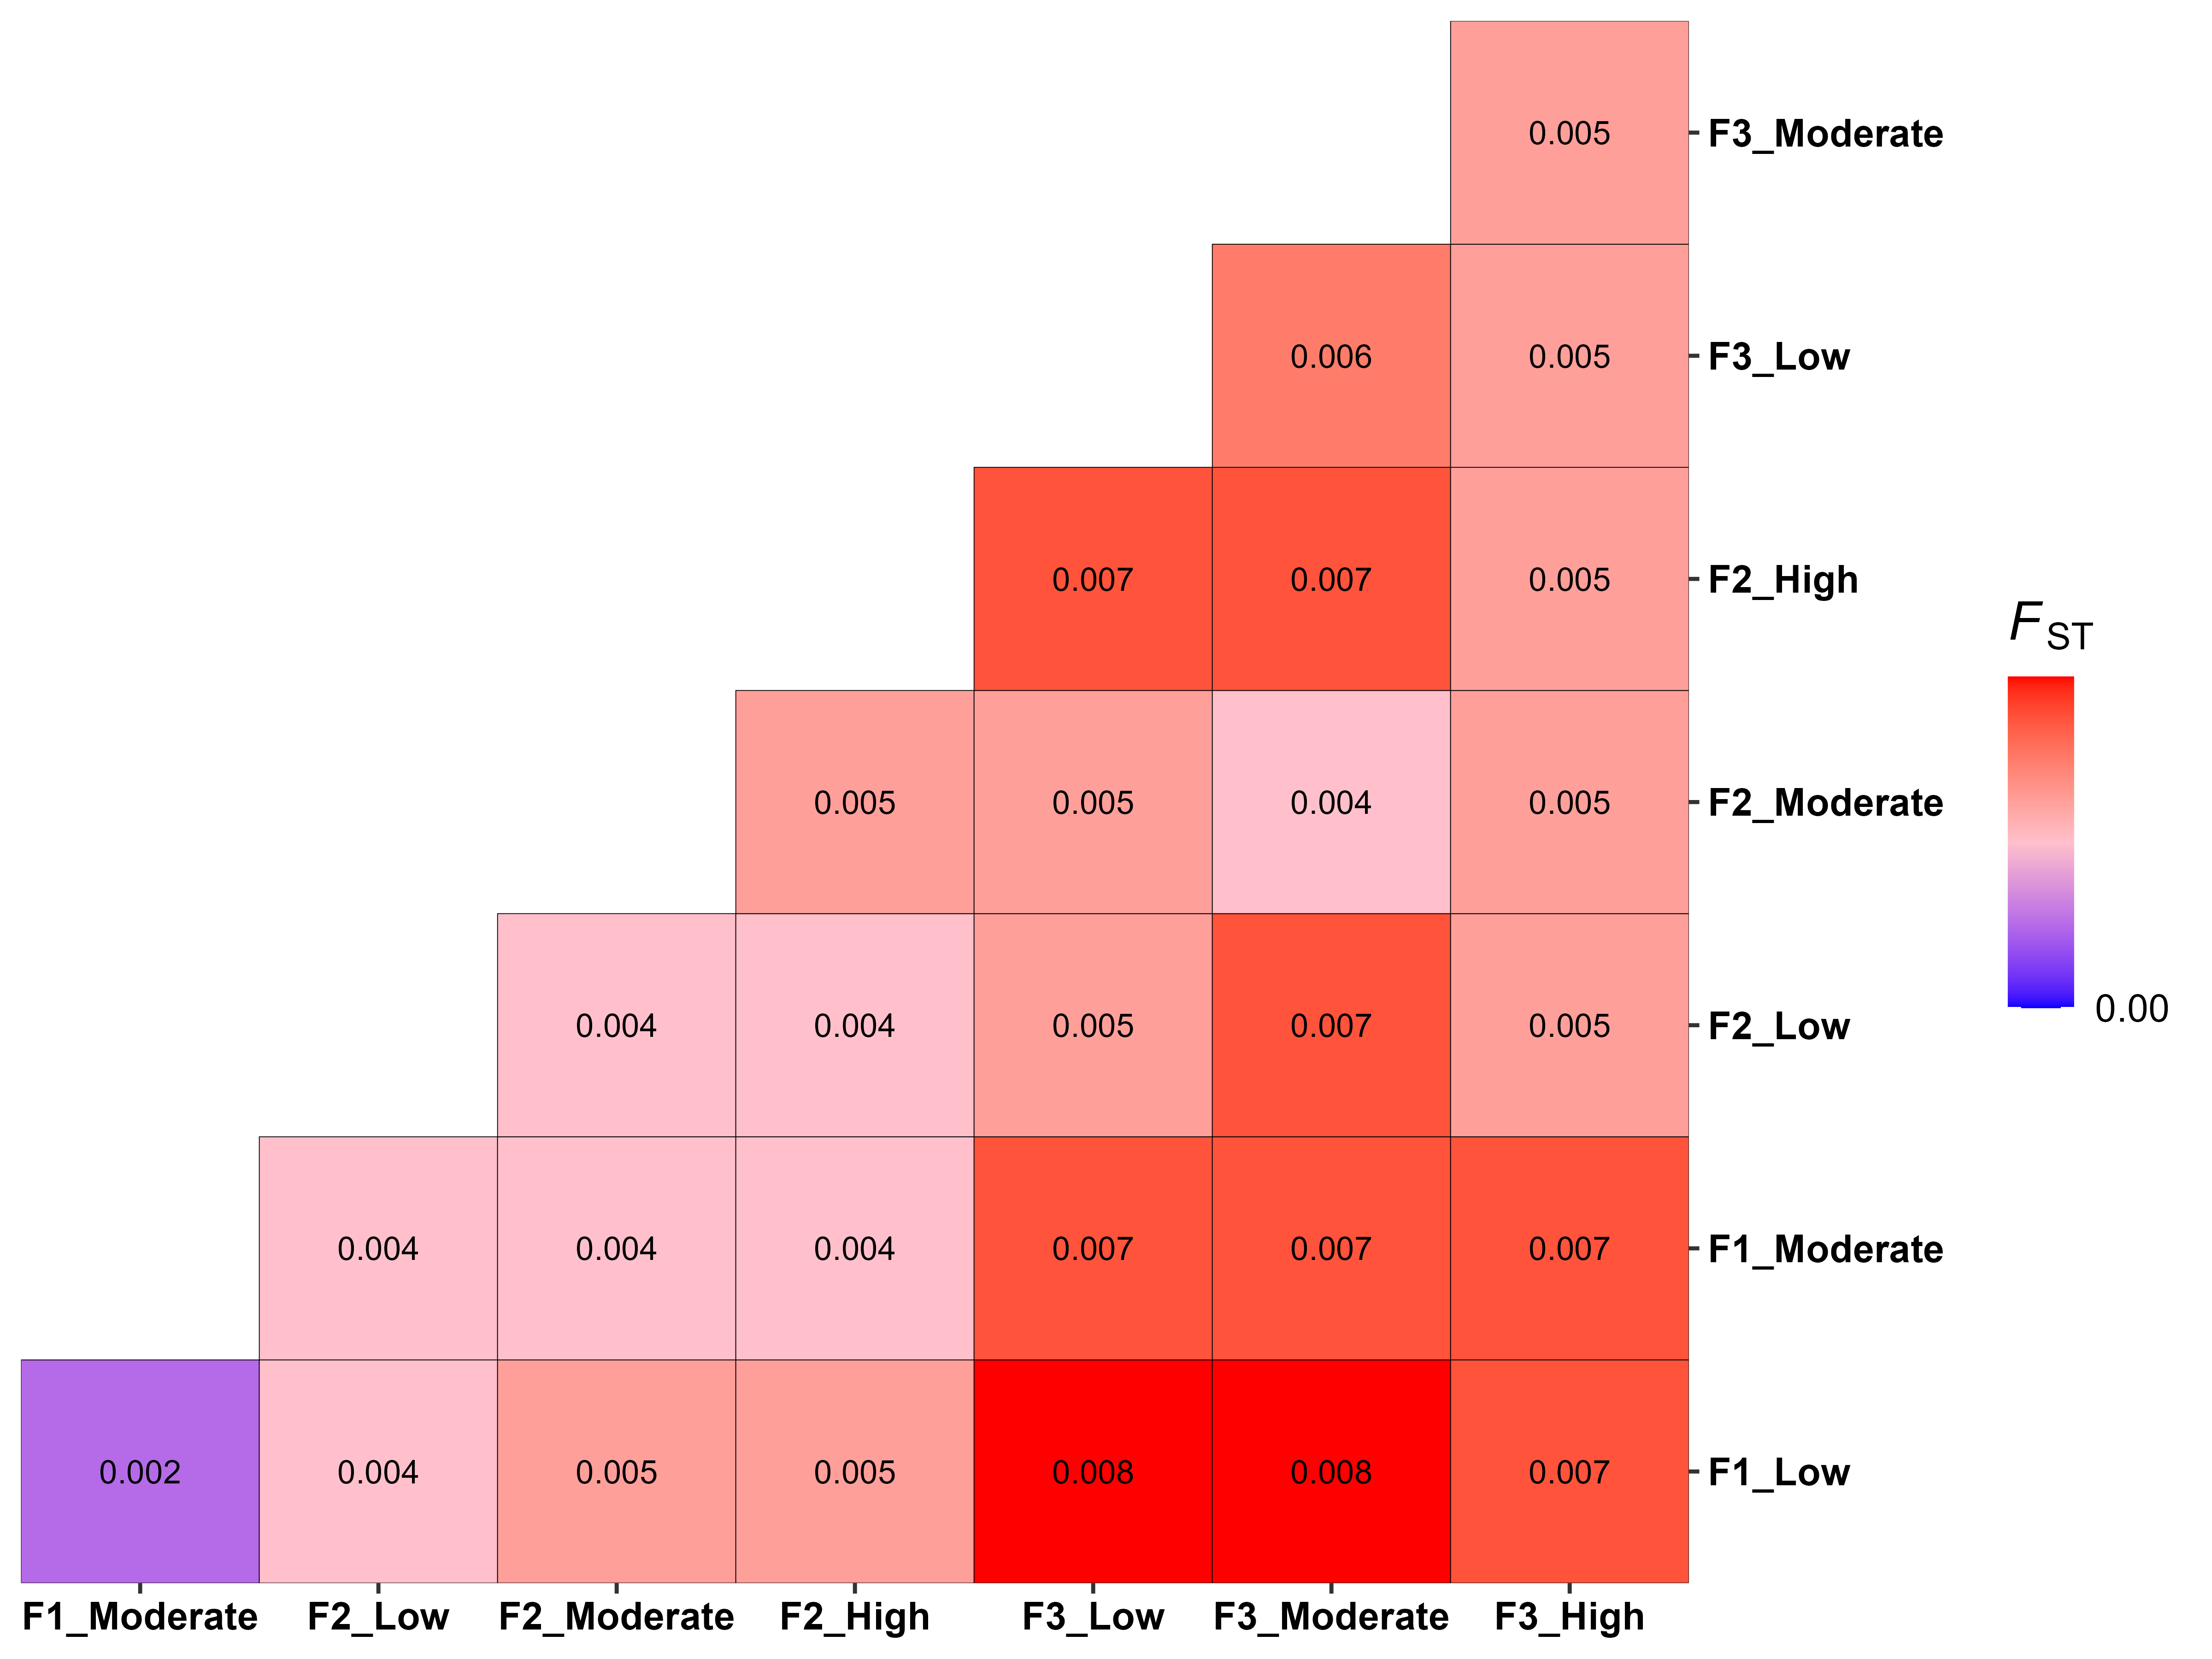 0.005 F3_Moderate
0.006 0.005 F3_Low
0.007 0.007 0.005 F2_High
0.005 0.005 0.004 0.005 F2_Moderate
0.004 0.004 0.005 0.007 0.005 F2_Low
0.004 0.004 0.004 0.007 0.007 0.007 F1_Moderate
0.002 0.004 0.005 0.005 0.008 0.008 0.007 F1_Low
F1_Moderate F2_Low F2_Moderate F2_High F3_Low F3_Moderate F3_High
FST
0.00